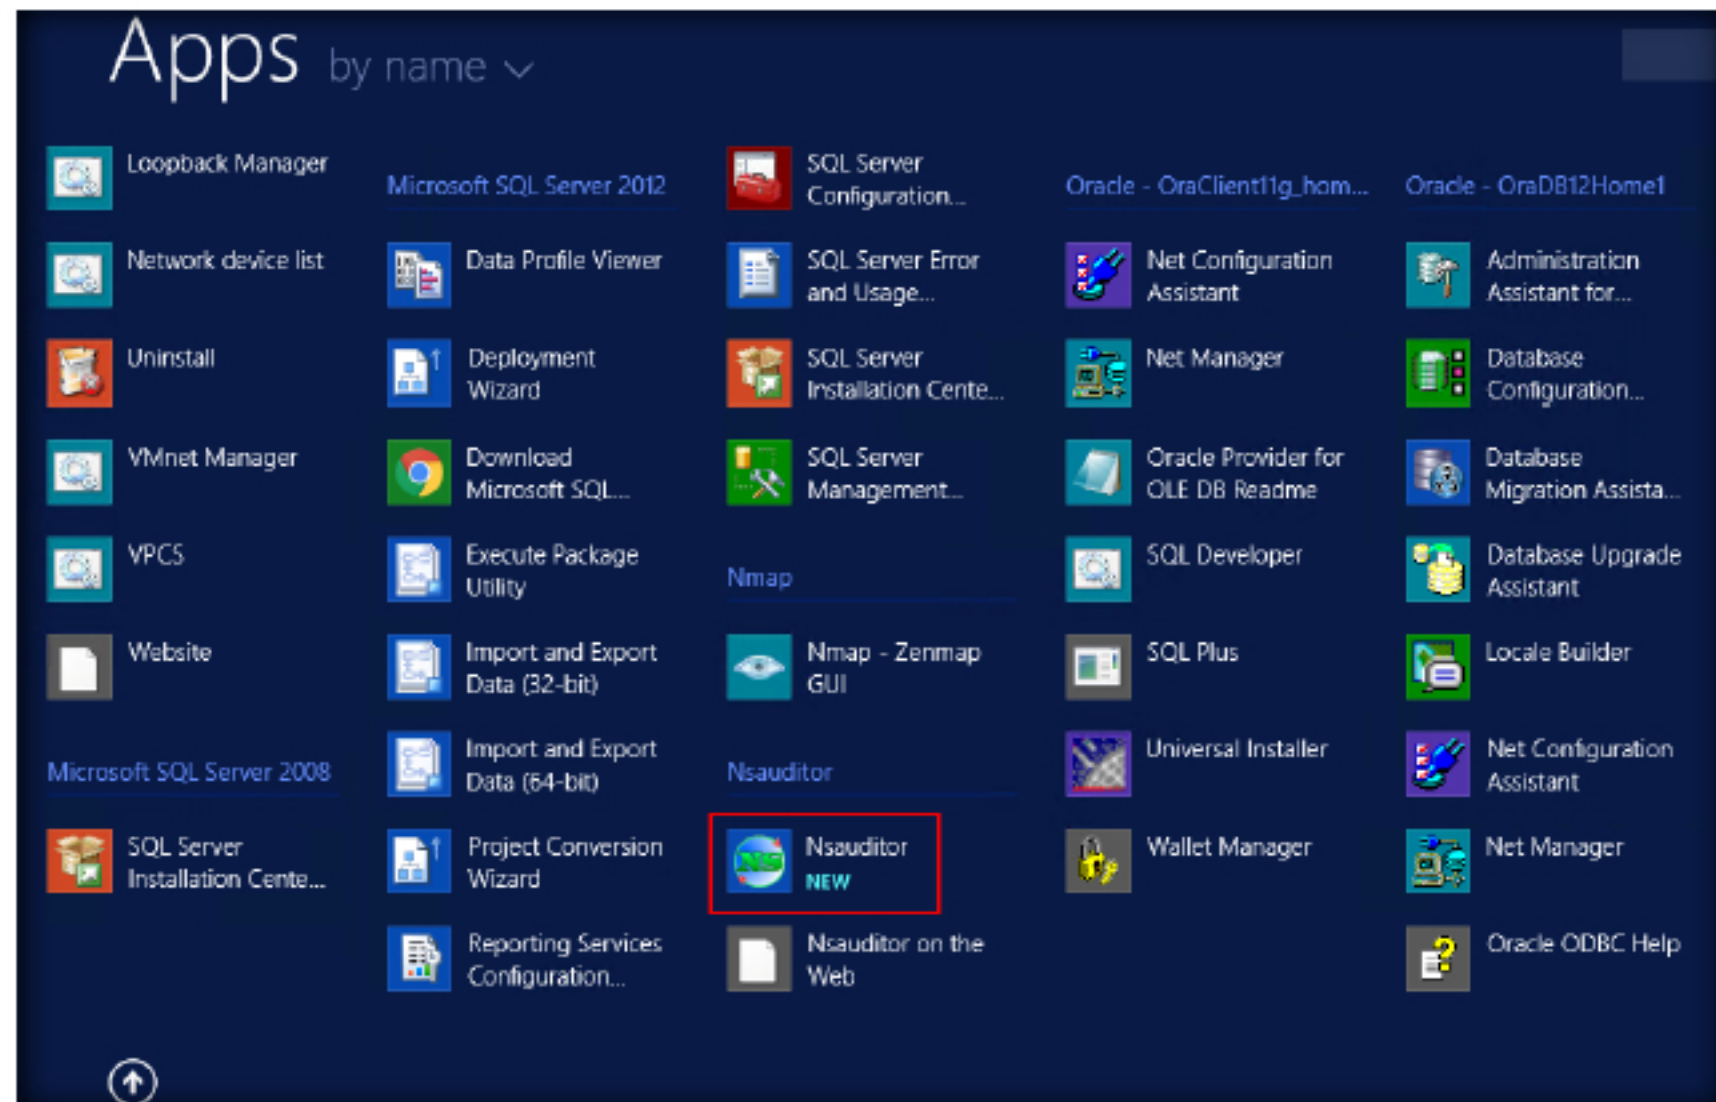 Apps by name
Loopback Manager
Network device list
Uninstall
VMnet Manager
VPCS
Website
Microsoft SQL Server 2008
SQL Server
Installation Cente...
Microsoft SQL Server 2012
Data Profile Viewer
Deployment
Wizard
Download
Microsoft SQL...
Execute Package
Utility
Import and Export
Data (32-bit)
Import and Export
Data (64-bit)
Project Conversion
Wizard
Reporting Services
Configuration...
SQL Server
Configuration...
SQL Server Error
and Usage...
SQL Server
Installation Cente...
SQL Server
Management...
Nmap
Nmap - Zenmap
GUI
Nsauditor
Nsauditor
NEW
Nsauditor on the
Web
Oracle - OraClient11g_hom...
Net Configuration
Assistant
Net Manager
Oracle Provider for
OLE DB Readme
SQL Developer
SQL Plus
Universal Installer
Wallet Manager
Oracle - OraDB12Home1
Administration
Assistant for...
Database
Configuration...
Database
Migration Assista...
Database Upgrade
Assistant
Locale Builder
Net Configuration
Assistant
Net Manager
Oracle ODBC Help